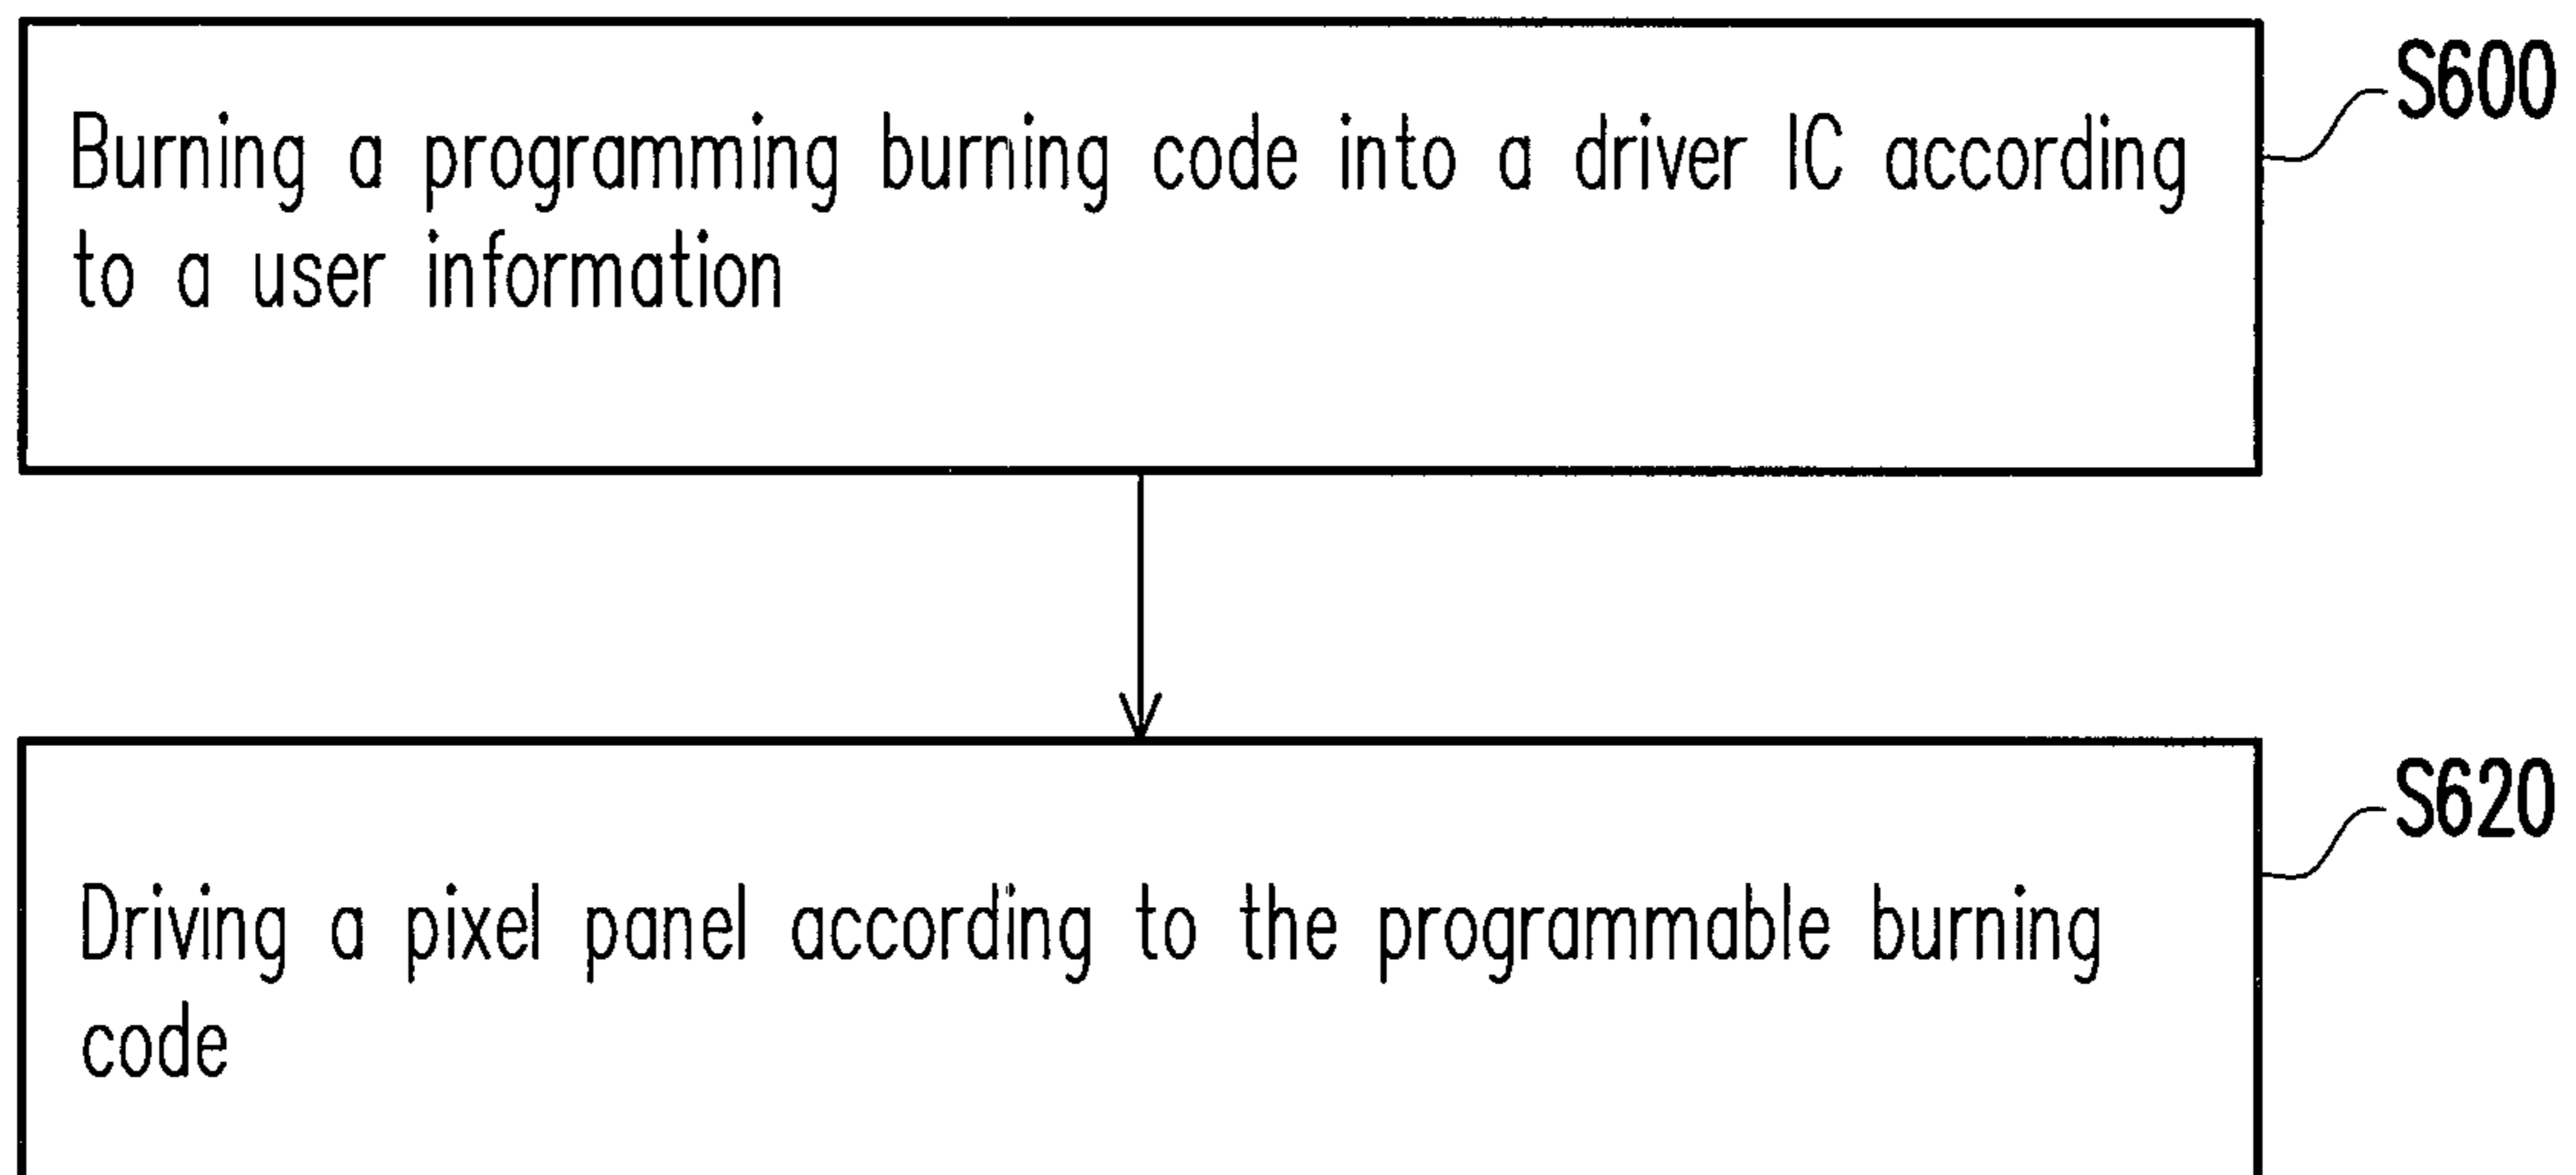 S600
Burning a programming burning code into a driver IC according
to a user information
S620
Driving a pixel panel according to the programmable burning
code